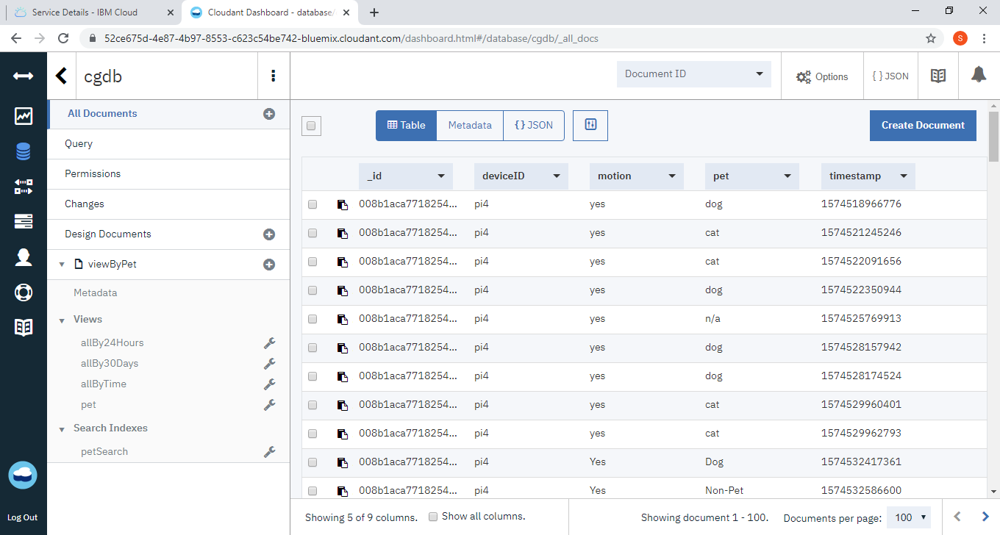 Service Details - IBM Cloud
Cloudant Dashboard - database/
52ce675d-4e87-4b97-8553-c623c54be742-bluemix.cloudant.com/dashboard.html#/database/cgdb/_all_docs
S
cgdb
Document ID
Options
{ } JSON
All Documents
Query
Permissions
Changes
Design Documents
viewByPet
Metadata
Views
allBy24Hours
allBy30Days
allByTime
pet
Search Indexes
petSearch
Log Out
Table Metadata { } JSON
Create Document
_id deviceID motion pet timestamp
008b1aca7718254... pi4 yes dog 1574518966776
008b1aca7718254... pi4 yes cat 1574521245246
008b1aca7718254... pi4 yes cat 1574522091656
008b1aca7718254... pi4 yes dog 1574522350944
008b1aca7718254... pi4 yes n/a 1574525769913
008b1aca7718254... pi4 yes dog 1574528157942
008b1aca7718254... pi4 yes dog 1574528174524
008b1aca7718254... pi4 yes cat 1574529960401
008b1aca7718254... pi4 yes cat 1574529962793
008b1aca7718254... pi4 Yes Dog 1574532417361
008b1aca7718254... pi4 Yes Non-Pet 1574532586600
Showing 5 of 9 columns. Show all columns. Showing document 1 - 100. Documents per page: 100